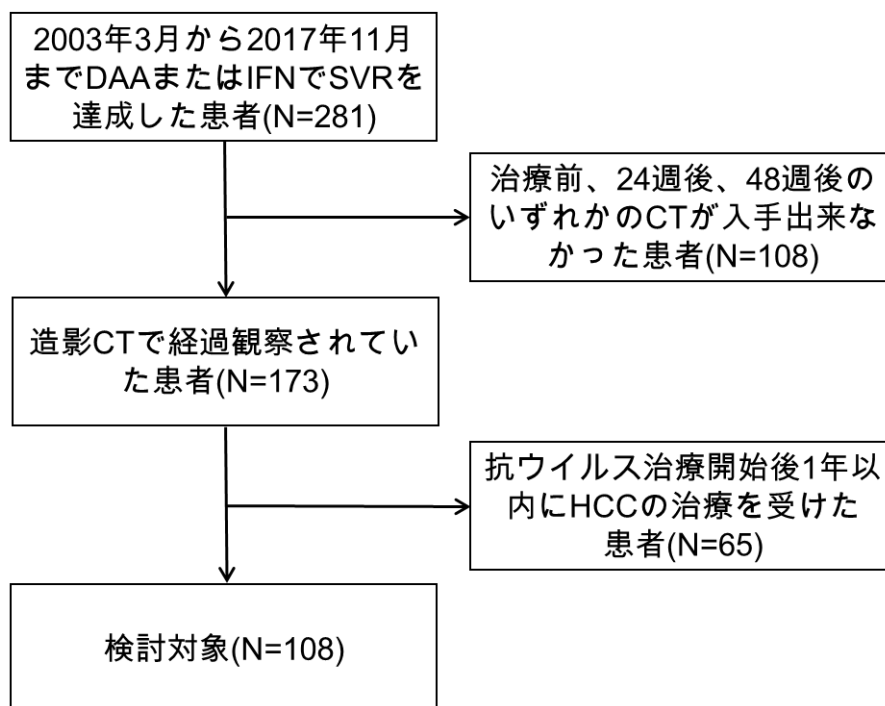 2003年3月から2017年11月
までDAAまたはIFNでSVRを
達成した患者(N=281)
治療前、24週後、48週後の
いずれかのCTが入手出来な
かった患者(N=108)
造影CTで経過観察されてい
た患者(N=173)
抗ウイルス治療開始後1年以
内にHCCの治療を受けた
患者(N=65)
検討対象(N=108)